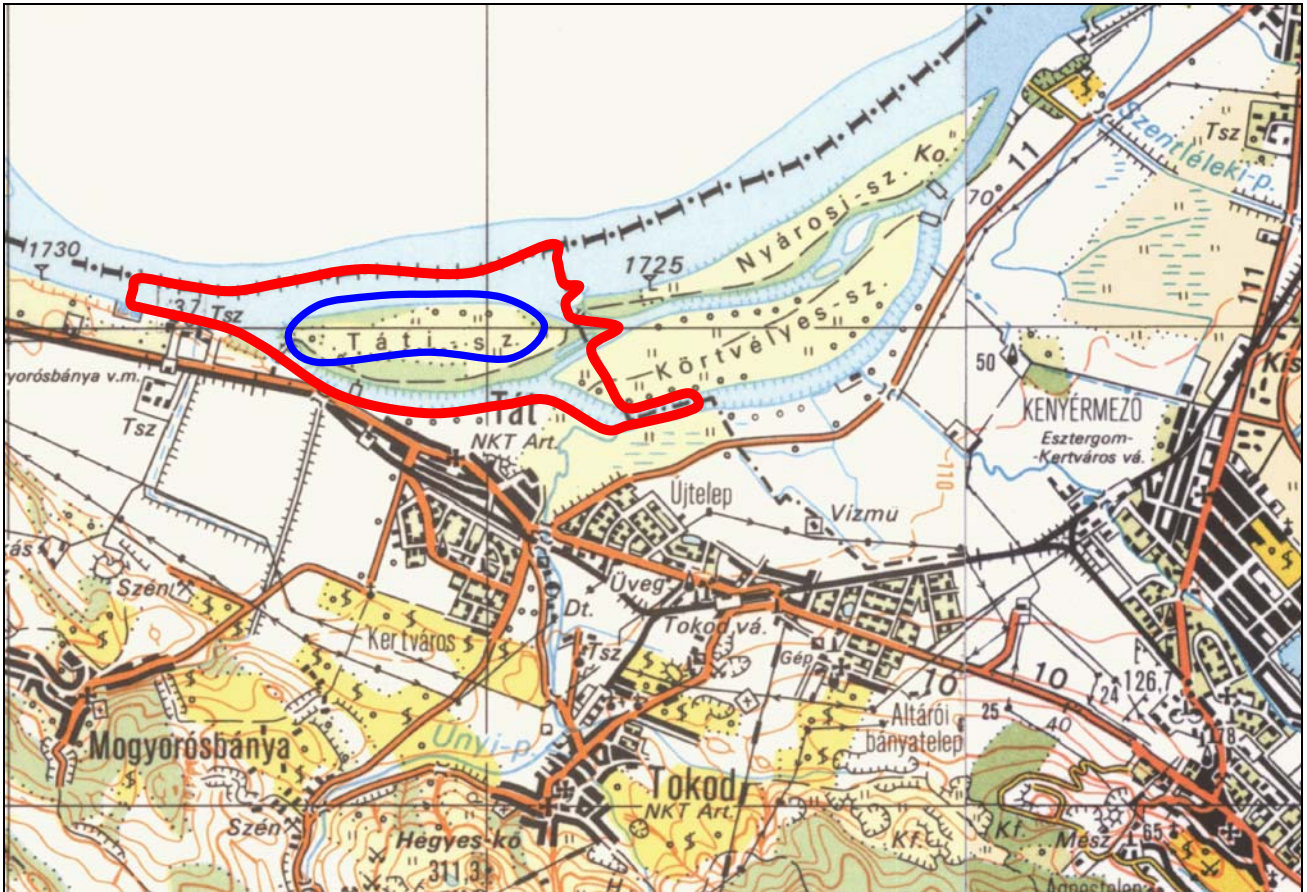 1730
37
Tsz
Táti-sz.
1725
Nyárosi-sz.
Ko.
Körtvélyes-sz.
70°
11
Szentléleki-p.
Tsz
111
Kis
50
KENYÉRMEZŐ
Esztergom-
-Kertváros vá.
110
yorósbánya v.m.
Tsz
Tát
NKT Art.
Újtelep
Vízmű
Üveg
Dt.
Tokod vá.
Tsz
Gép
Szén
Kertváros
10
10
126,7
24
25
40
Altárói
bányatelep
178
Mogyorósbánya
Unyi-p.
Tokod
NKT Art.
Szén
Hegyes-kő
311,3
H
Kf.
Kf.
Mész
65
Ágnestelep